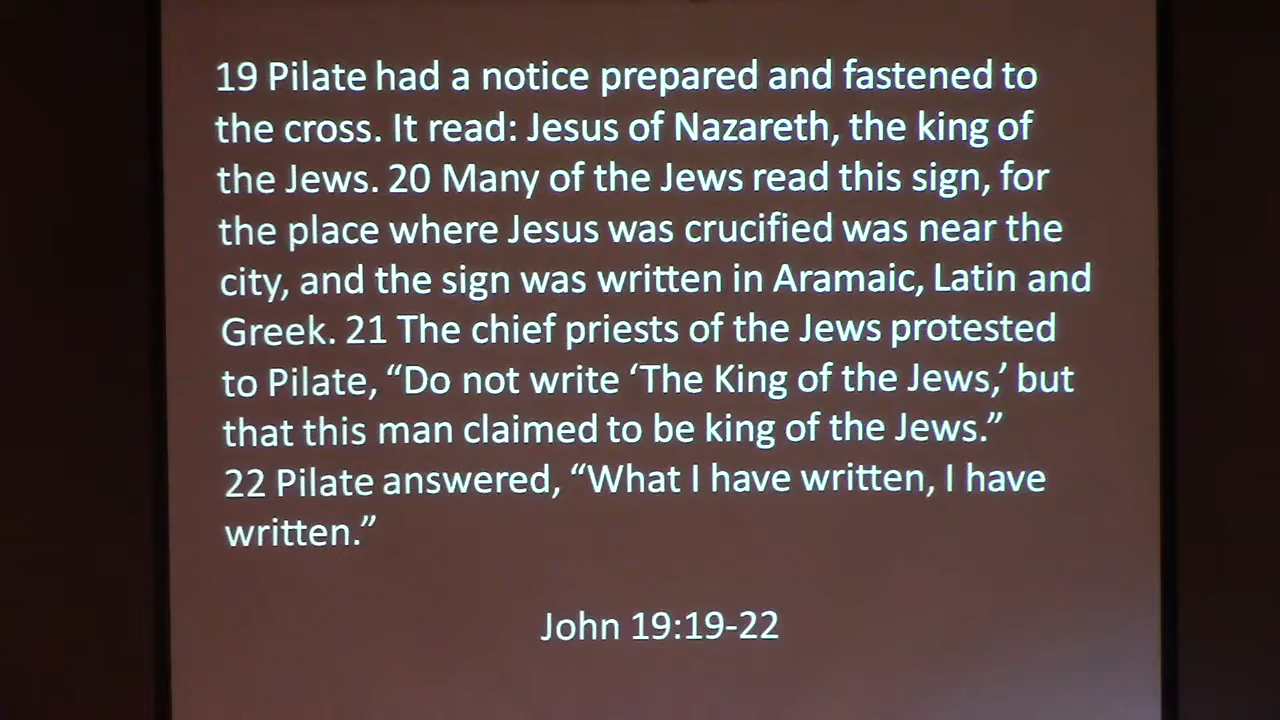 19 Pilate had a notice prepared and fastened to
the cross. It read: Jesus of Nazareth, the king of
the Jews. 20 Many of the Jews read this sign, for
the place where Jesus was crucified was near the
city, and the sign was written in Aramaic, Latin and
Greek. 21 The chief priests of the Jews protested
to Pilate, “Do not write ‘The King of the Jews,’ but
that this man claimed to be king of the Jews.”
22 Pilate answered, “What I have written, I have
written.”
John 19:19-22